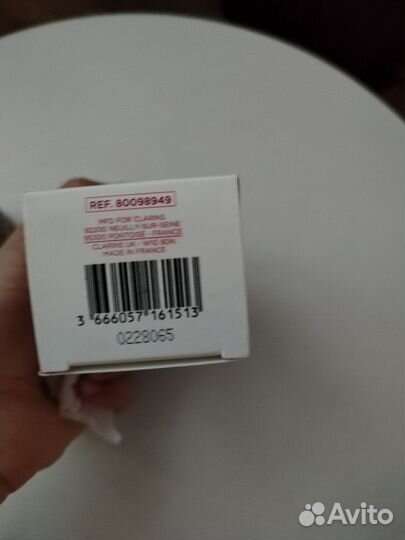 REF. 80098949
MFD FOR CLARINS
92200 NEUILLY-SUR-SEINE
95300 PONTOISE - FRANCE
CLARINS UK - W1G 9DN
MADE IN FRANCE
3 666057 161513
0228065
Avito